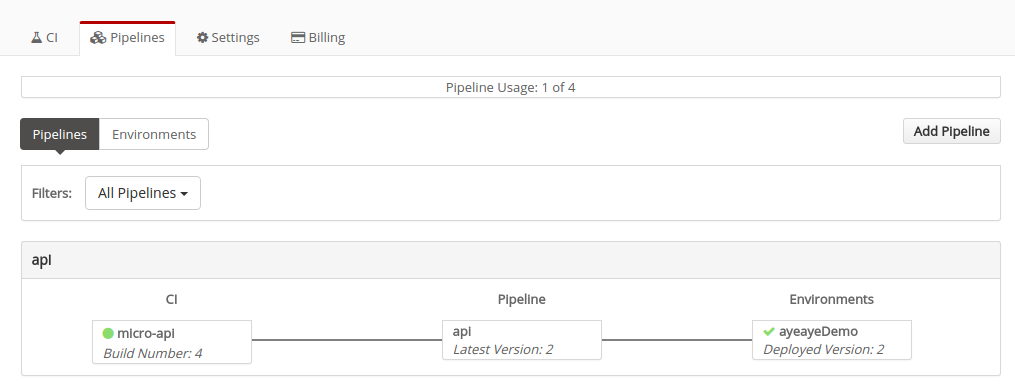 CI Pipelines Settings Billing
Pipeline Usage: 1 of 4
Pipelines Environments Add Pipeline
Filters: All Pipelines
api
CI Pipeline Environments
micro-api api ayeayeDemo
Build Number: 4 Latest Version: 2 Deployed Version: 2